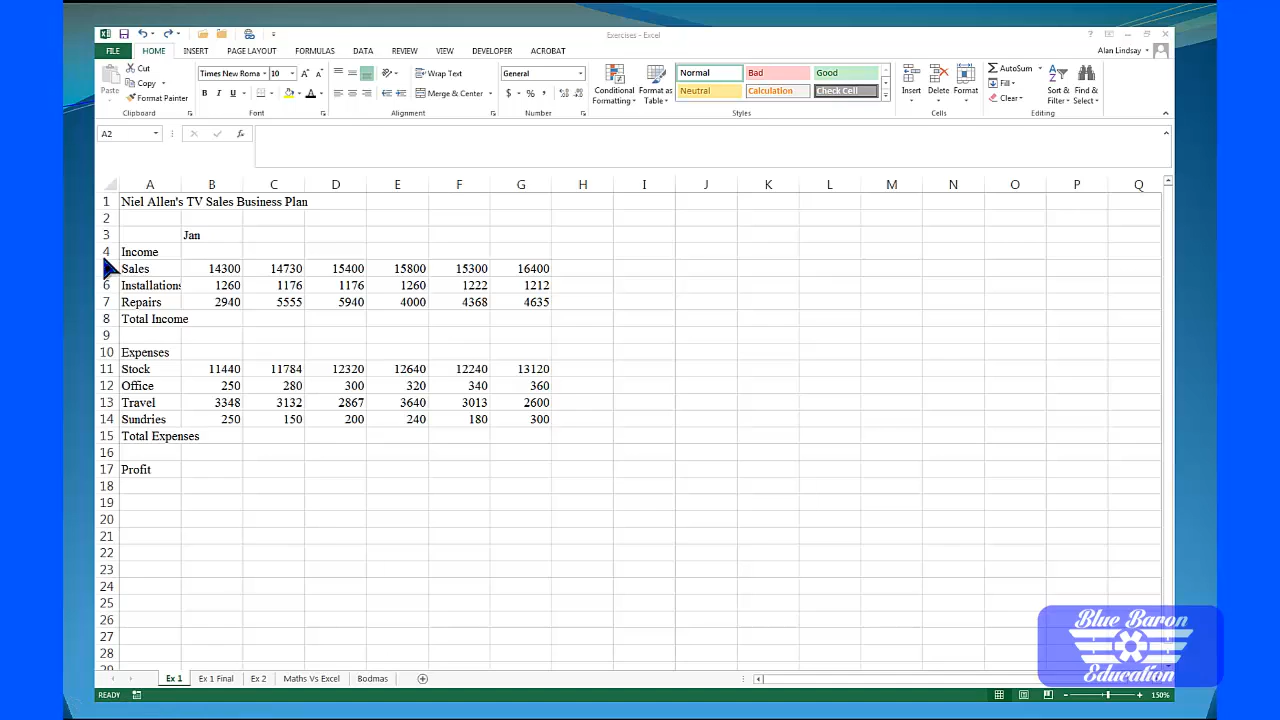 Exercises - Excel
FILE HOME INSERT PAGE LAYOUT FORMULAS DATA REVIEW VIEW DEVELOPER ACROBAT Alan Lindsay
Cut Times New Roma 10 Wrap Text General Normal Bad Good AutoSum
Copy Fill
Paste Format Painter Merge & Center Conditional Formatting Format as Table Neutral Calculation Check Cell Insert Delete Format Clear Sort & Filter Find & Select
Clipboard Font Alignment Number Styles Cells Editing
A2
A B C D E F G H I J K L M N O P Q
1 Niel Allen's TV Sales Business Plan
2
3 Jan
4 Income
Sales 14300 14730 15400 15800 15300 16400
6 Installations 1260 1176 1176 1260 1222 1212
7 Repairs 2940 5555 5940 4000 4368 4635
8 Total Income
9
10 Expenses
11 Stock 11440 11784 12320 12640 12240 13120
12 Office 250 280 300 320 340 360
13 Travel 3348 3132 2867 3640 3013 2600
14 Sundries 250 150 200 240 180 300
15 Total Expenses
16
17 Profit
18
19
20
21
22
23
24
25
26
27
28
29
Ex 1 Ex 1 Final Ex 2 Maths Vs Excel Bodmas
READY 150%
Blue Baron
Education